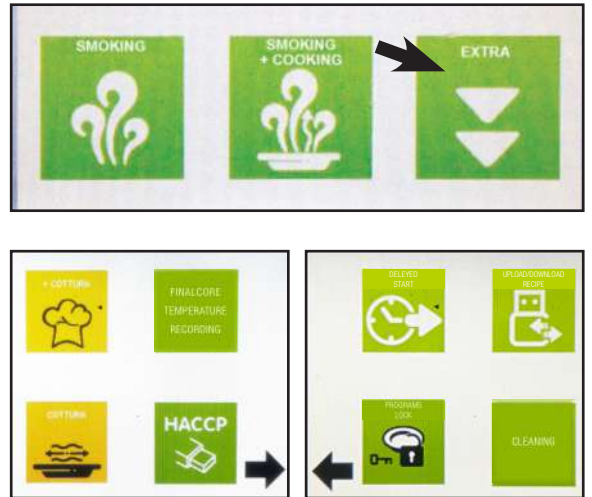 SMOKING
SMOKING
+ COOKING
EXTRA
+ COTTURA
FINALCORE
TEMPERATURE
RECORDING
COTTURA
HACCP
DELEYED
START
UPLOAD/DOWNLOAD
RECIPE
PROGRAMS
LOCK
CLEANING